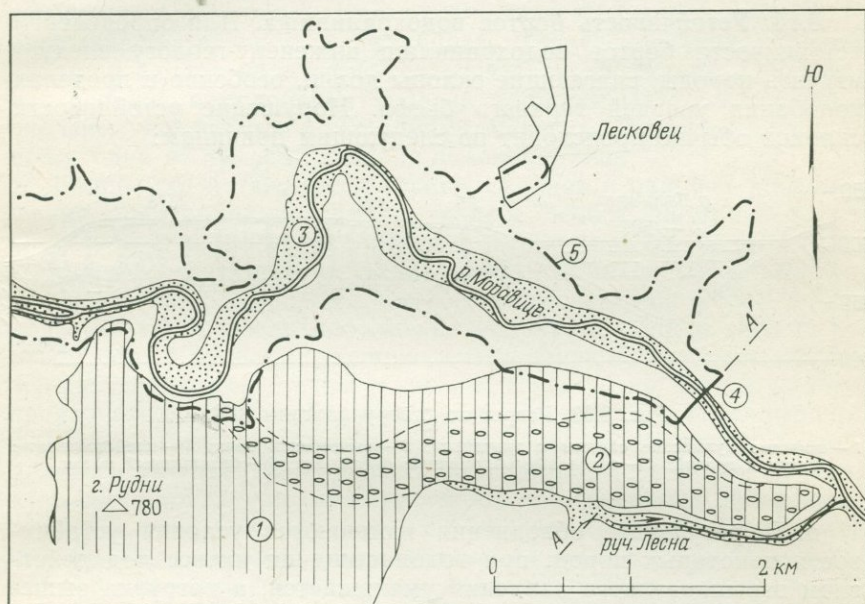 Ю
Лесковец
3
5
р. Моравице
А'
4
г. Рудни
780
2
1
А
руч. Лесна
0 1 2 км